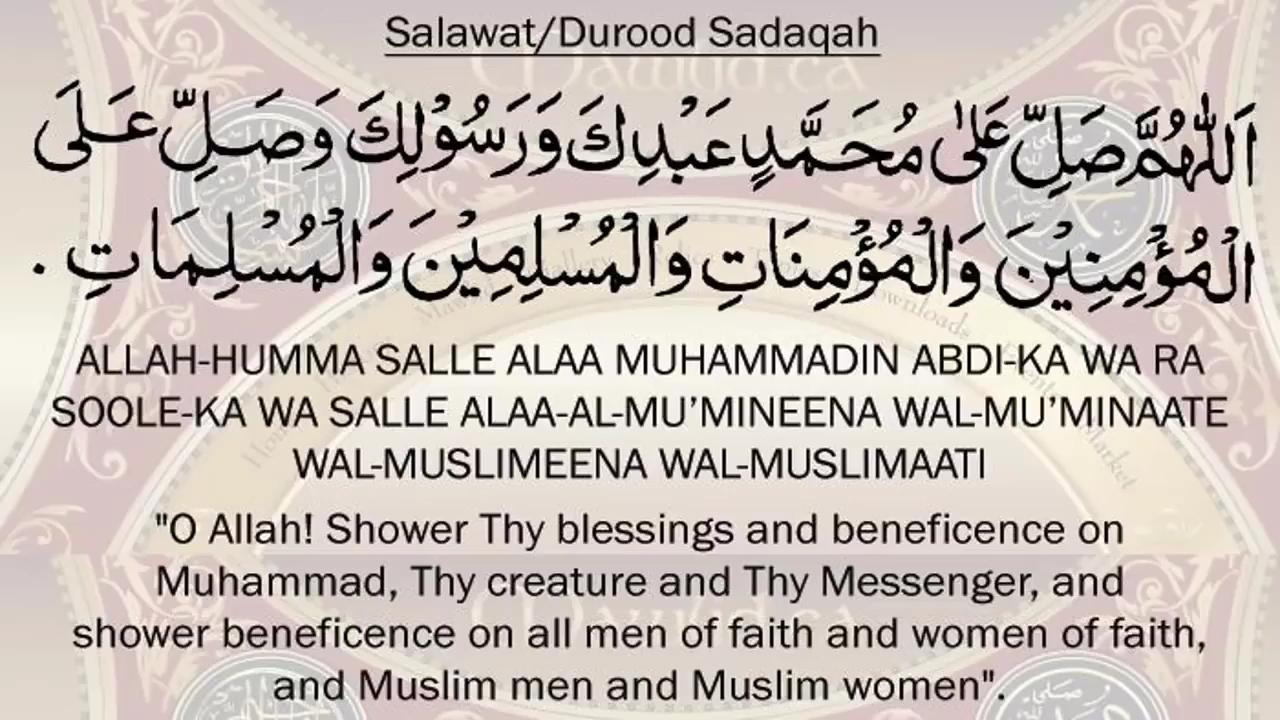 Salawat/Durood Sadaqah
اَللّٰهُمَّ صَلِّ عَلٰى مُحَمَّدٍ عَبْدِكَ وَرَسُوْلِكَ وَصَلِّ عَلَى
الْمُؤْمِنِيْنَ وَالْمُؤْمِنَاتِ وَالْمُسْلِمِيْنَ وَالْمُسْلِمَاتِ .
ALLAH-HUMMA SALLE ALAA MUHAMMADIN ABDI-KA WA RA
SOOLE-KA WA SALLE ALAA-AL-MU’MINEENA WAL-MU’MINAATE
WAL-MUSLIMEENA WAL-MUSLIMAATI
"O Allah! Shower Thy blessings and beneficence on
Muhammad, Thy creature and Thy Messenger, and
shower beneficence on all men of faith and women of faith,
and Muslim men and Muslim women".